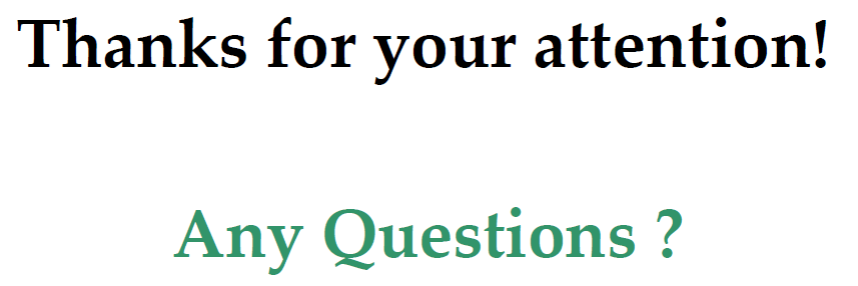 Thanks for your attention!
Any Questions ?